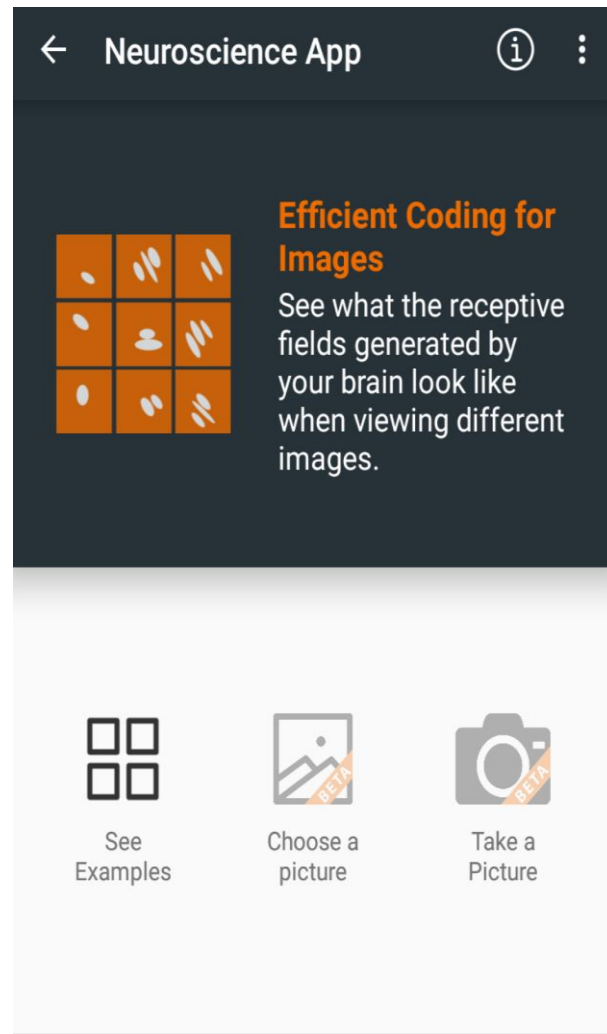 Neuroscience App
i
Efficient Coding for
Images
See what the receptive
fields generated by
your brain look like
when viewing different
images.
BETA
BETA
See
Examples
Choose a
picture
Take a
Picture